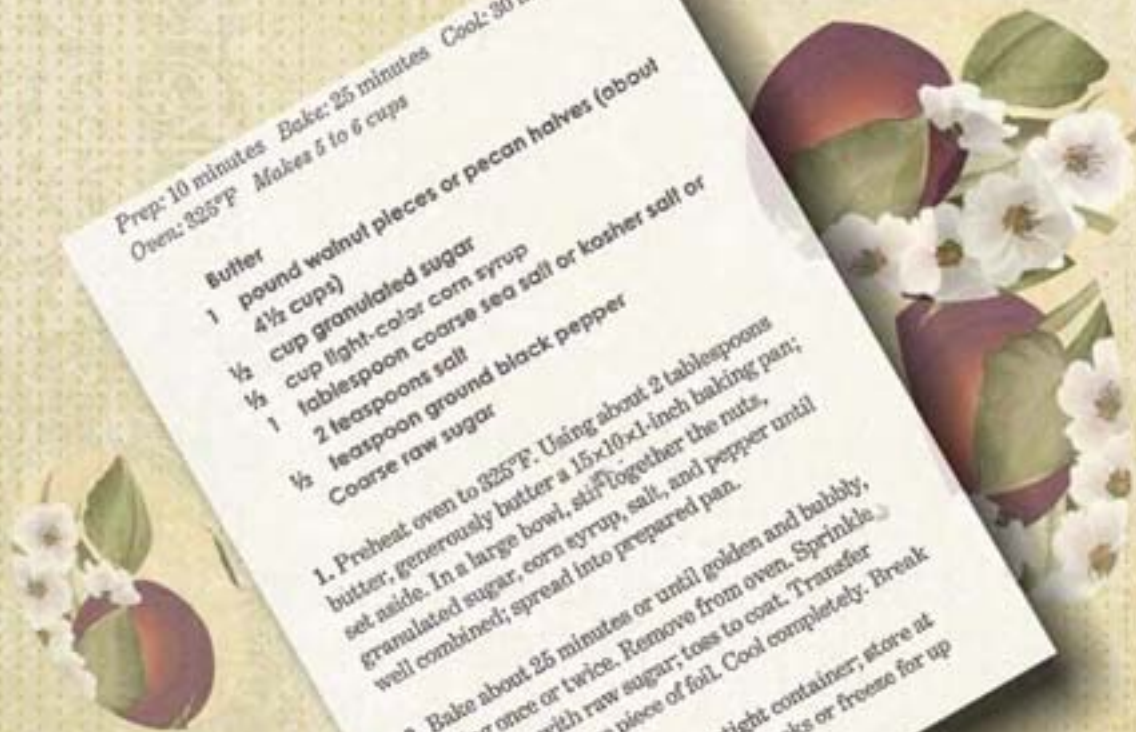 Prep: 10 minutes Bake: 25 minutes Cool: 30
Oven: 325°F Makes 5 to 6 cups
Butter
1 pound walnut pieces or pecan halves (about
4½ cups)
½ cup granulated sugar
⅓ cup light-color corn syrup
1 tablespoon coarse sea salt or kosher salt or
2 teaspoons salt
½ teaspoon ground black pepper
Coarse raw sugar
1. Preheat oven to 325°F. Using about 2 tablespoons
butter, generously butter a 15×10×1-inch baking pan;
set aside. In a large bowl, stir together the nuts,
granulated sugar, corn syrup, salt, and pepper until
well combined; spread into prepared pan.
Bake about 25 minutes or until golden and bubbly,
once or twice. Remove from oven. Sprinkle
with raw sugar; toss to coat. Transfer
piece of foil. Cool completely. Break
container; store at
or freeze for up